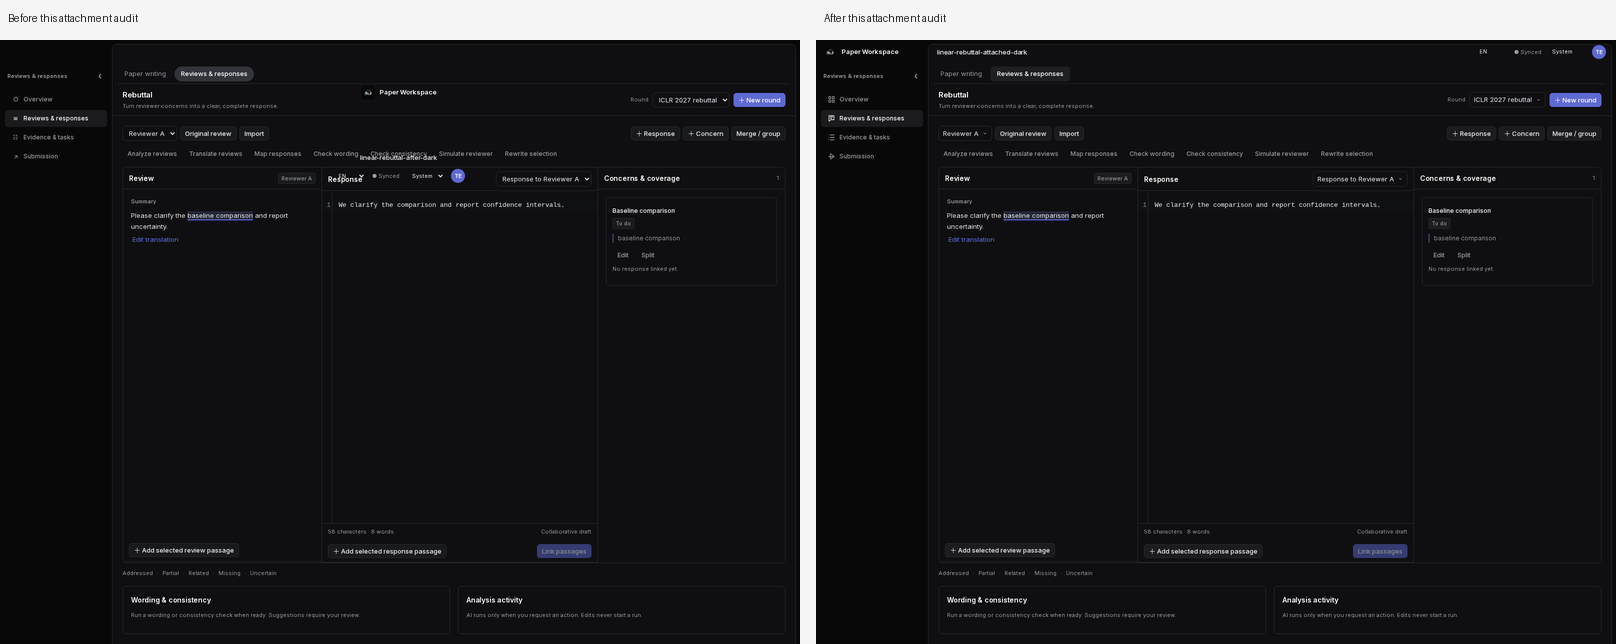 Before this attachment audit
Reviews & responses
Overview
Reviews & responses
Evidence & tasks
Submission
Paper writing
Reviews & responses
Paper Workspace
Rebuttal
Turn reviewer concerns into a clear, complete response.
Round
ICLR 2027 rebuttal
+ New round
Reviewer A
Original review
Import
+ Response
+ Concern
Merge / group
Analyze reviews
Translate reviews
Map responses
Check wording
Check consistency
Simulate reviewer
Rewrite selection
linear-rebuttal-after-dark
EN
Synced
System
TE
Review
Reviewer A
Response
Response to Reviewer A
Concerns & coverage
1
Summary
Please clarify the baseline comparison and report
uncertainty.
Edit translation
1
We clarify the comparison and report confidence intervals.
Baseline comparison
To do
baseline comparison
Edit
Split
No response linked yet.
58 characters · 8 words
Collaborative draft
+ Add selected review passage
+ Add selected response passage
Link passages
Addressed · Partial · Related · Missing · Uncertain
Wording & consistency
Run a wording or consistency check when ready. Suggestions require your review.
Analysis activity
AI runs only when you request an action. Edits never start a run.
After this attachment audit
Paper Workspace
linear-rebuttal-attached-dark
EN
Synced
System
TE
Reviews & responses
Overview
Reviews & responses
Evidence & tasks
Submission
Paper writing
Reviews & responses
Rebuttal
Turn reviewer concerns into a clear, complete response.
Round
ICLR 2027 rebuttal
+ New round
Reviewer A
Original review
Import
+ Response
+ Concern
Merge / group
Analyze reviews
Translate reviews
Map responses
Check wording
Check consistency
Simulate reviewer
Rewrite selection
Review
Reviewer A
Response
Response to Reviewer A
Concerns & coverage
1
Summary
Please clarify the baseline comparison and report
uncertainty.
Edit translation
1
We clarify the comparison and report confidence intervals.
Baseline comparison
To do
baseline comparison
Edit
Split
No response linked yet.
58 characters · 8 words
Collaborative draft
+ Add selected review passage
+ Add selected response passage
Link passages
Addressed · Partial · Related · Missing · Uncertain
Wording & consistency
Run a wording or consistency check when ready. Suggestions require your review.
Analysis activity
AI runs only when you request an action. Edits never start a run.